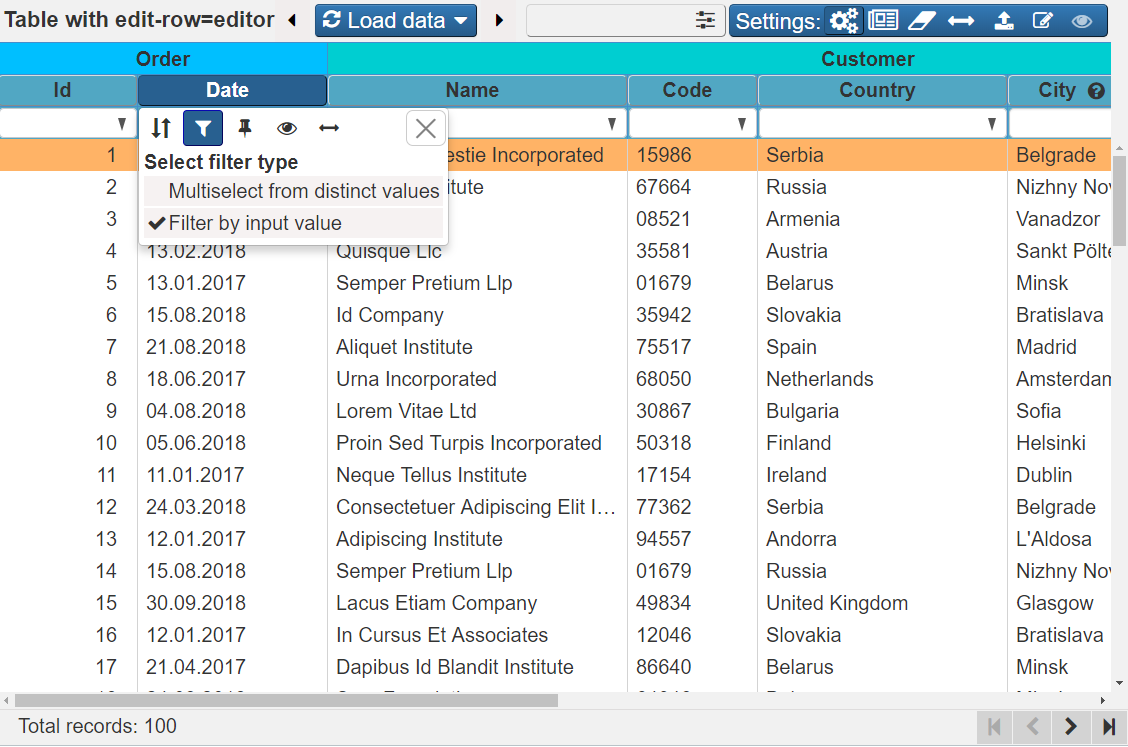 Table with edit-row=editor Load data Settings:
Order Customer
Id Date Name Code Country City
1 estie Incorporated 15986 Serbia Belgrade
Select filter type
2 itute 67664 Russia Nizhny Nov
Multiselect from distinct values
3 08521 Armenia Vanadzor
Filter by input value
4 13.02.2018 Quisque Llc 35581 Austria Sankt Pölte
5 13.01.2017 Semper Pretium Llp 01679 Belarus Minsk
6 15.08.2018 Id Company 35942 Slovakia Bratislava
7 21.08.2018 Aliquet Institute 75517 Spain Madrid
8 18.06.2017 Urna Incorporated 68050 Netherlands Amsterdam
9 04.08.2018 Lorem Vitae Ltd 30867 Bulgaria Sofia
10 05.06.2018 Proin Sed Turpis Incorporated 50318 Finland Helsinki
11 11.01.2017 Neque Tellus Institute 17154 Ireland Dublin
12 24.03.2018 Consectetuer Adipiscing Elit I… 77362 Serbia Belgrade
13 12.01.2017 Adipiscing Institute 94557 Andorra L'Aldosa
14 15.08.2018 Semper Pretium Llp 01679 Russia Nizhny Nov
15 30.09.2018 Lacus Etiam Company 49834 United Kingdom Glasgow
16 12.01.2017 In Cursus Et Associates 12046 Slovakia Bratislava
17 21.04.2017 Dapibus Id Blandit Institute 86640 Belarus Minsk
Total records: 100